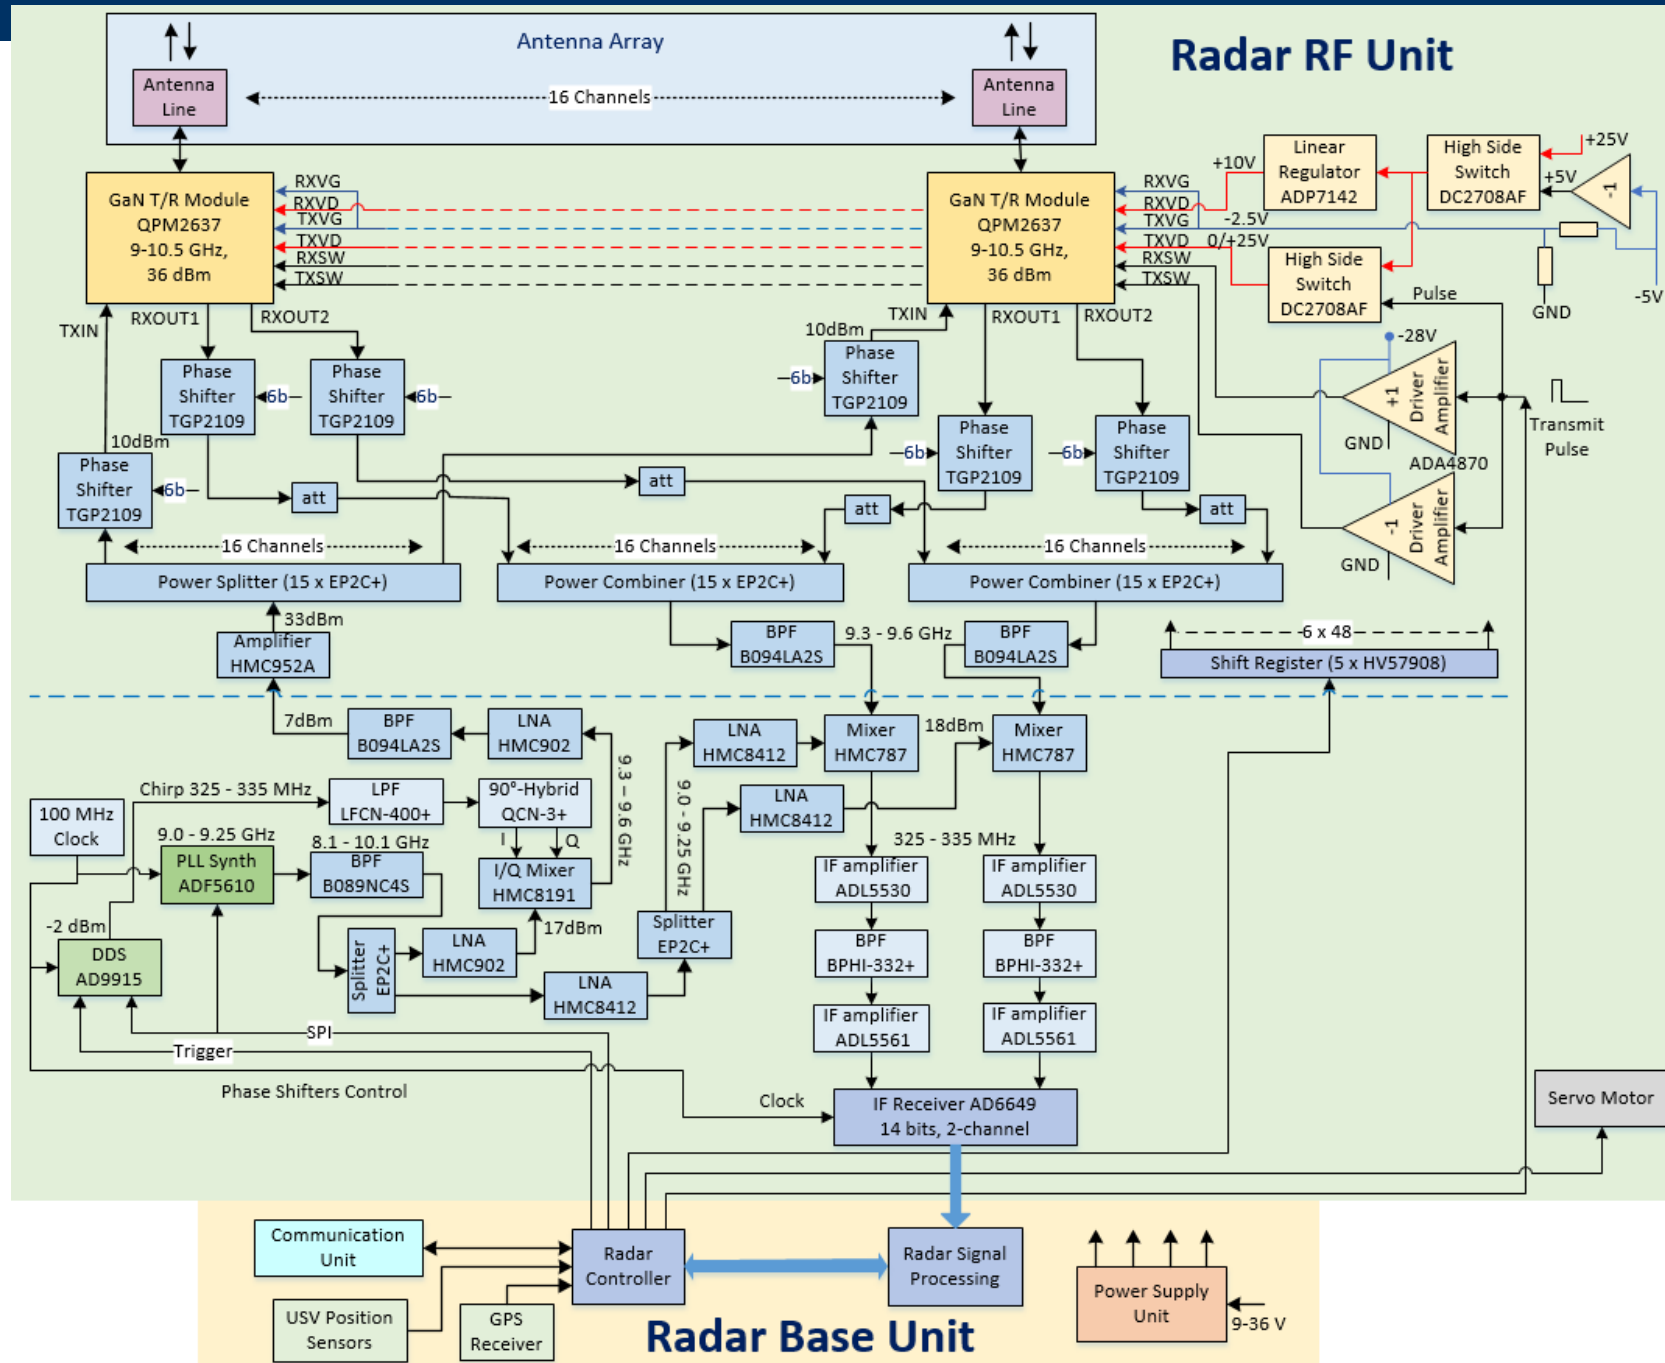 Antenna Array
Radar RF Unit
Antenna
Line
16 Channels
Antenna
Line
GaN T/R Module
QPM2637
9-10.5 GHz,
36 dBm
RXVG
RXVD
TXVG
TXVD
RXSW
TXSW
GaN T/R Module
QPM2637
9-10.5 GHz,
36 dBm
RXVG
RXVD
TXVG
TXVD
RXSW
TXSW
+10V
-2.5V
0/+25V
Linear
Regulator
ADP7142
High Side
Switch
DC2708AF
+25V
+5V
-1
High Side
Switch
DC2708AF
GND
-5V
Pulse
TXIN
RXOUT1
RXOUT2
Phase
Shifter
TGP2109
6b
Phase
Shifter
TGP2109
6b
10dBm
Phase
Shifter
TGP2109
6b
TXIN
RXOUT1
RXOUT2
10dBm
Phase
Shifter
TGP2109
6b
Phase
Shifter
TGP2109
6b
Phase
Shifter
TGP2109
6b
-28V
+1
Driver
Amplifier
GND
ADA4870
-1
Driver
Amplifier
GND
Transmit
Pulse
att
att
att
att
16 Channels
16 Channels
16 Channels
Power Splitter (15 x EP2C+)
Power Combiner (15 x EP2C+)
Power Combiner (15 x EP2C+)
33dBm
Amplifier
HMC952A
BPF
B094LA2S
9.3 - 9.6 GHz
BPF
B094LA2S
6 x 48
Shift Register (5 x HV57908)
7dBm
BPF
B094LA2S
LNA
HMC902
9.3 – 9.6 GHz
LNA
HMC8412
Mixer
HMC787
18dBm
Mixer
HMC787
Chirp 325 - 335 MHz
LPF
LFCN-400+
90°-Hybrid
QCN-3+
I
Q
9.0 - 9.25 GHz
LNA
HMC8412
100 MHz
Clock
9.0 - 9.25 GHz
PLL Synth
ADF5610
8.1 - 10.1 GHz
BPF
B089NC4S
I/Q Mixer
HMC8191
325 - 335 MHz
IF amplifier
ADL5530
IF amplifier
ADL5530
-2 dBm
DDS
AD9915
Splitter
EP2C+
LNA
HMC902
17dBm
Splitter
EP2C+
LNA
HMC8412
BPF
BPHI-332+
BPF
BPHI-332+
IF amplifier
ADL5561
IF amplifier
ADL5561
SPI
Trigger
Phase Shifters Control
Clock
IF Receiver AD6649
14 bits, 2-channel
Servo Motor
Communication
Unit
Radar
Controller
Radar Signal
Processing
USV Position
Sensors
GPS
Receiver
Power Supply
Unit
9-36 V
Radar Base Unit